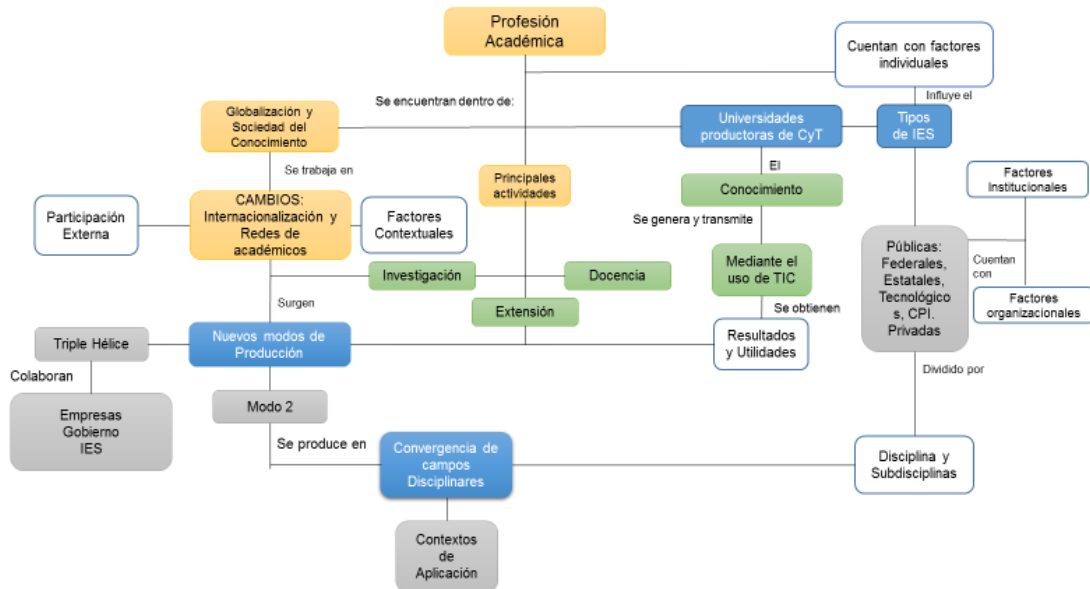 Profesión
Académica
Cuentan con factores
individuales
Se encuentran dentro de:
Influye el
Globalización y
Sociedad del
Conocimiento
Universidades
productoras de CyT
Tipos
de IES
Se trabaja en
El
Principales
actividades
Conocimiento
Factores
Institucionales
Participación
Externa
CAMBIOS:
Internacionalización y
Redes de
académicos
Factores
Contextuales
Se genera y transmite
Públicas:
Federales,
Estatales,
Tecnológico
s, CPI.
Privadas
Cuentan
con
Investigación
Docencia
Mediante el
uso de TIC
Surgen
Extensión
Se obtienen
Factores
organizacionales
Triple Hélice
Nuevos modos de
Producción
Resultados
y Utilidades
Colaboran
Dividido por
Empresas
Gobierno
IES
Modo 2
Se produce en
Convergencia de
campos
Disciplinares
Disciplina y
Subdisciplinas
Contextos
de
Aplicación